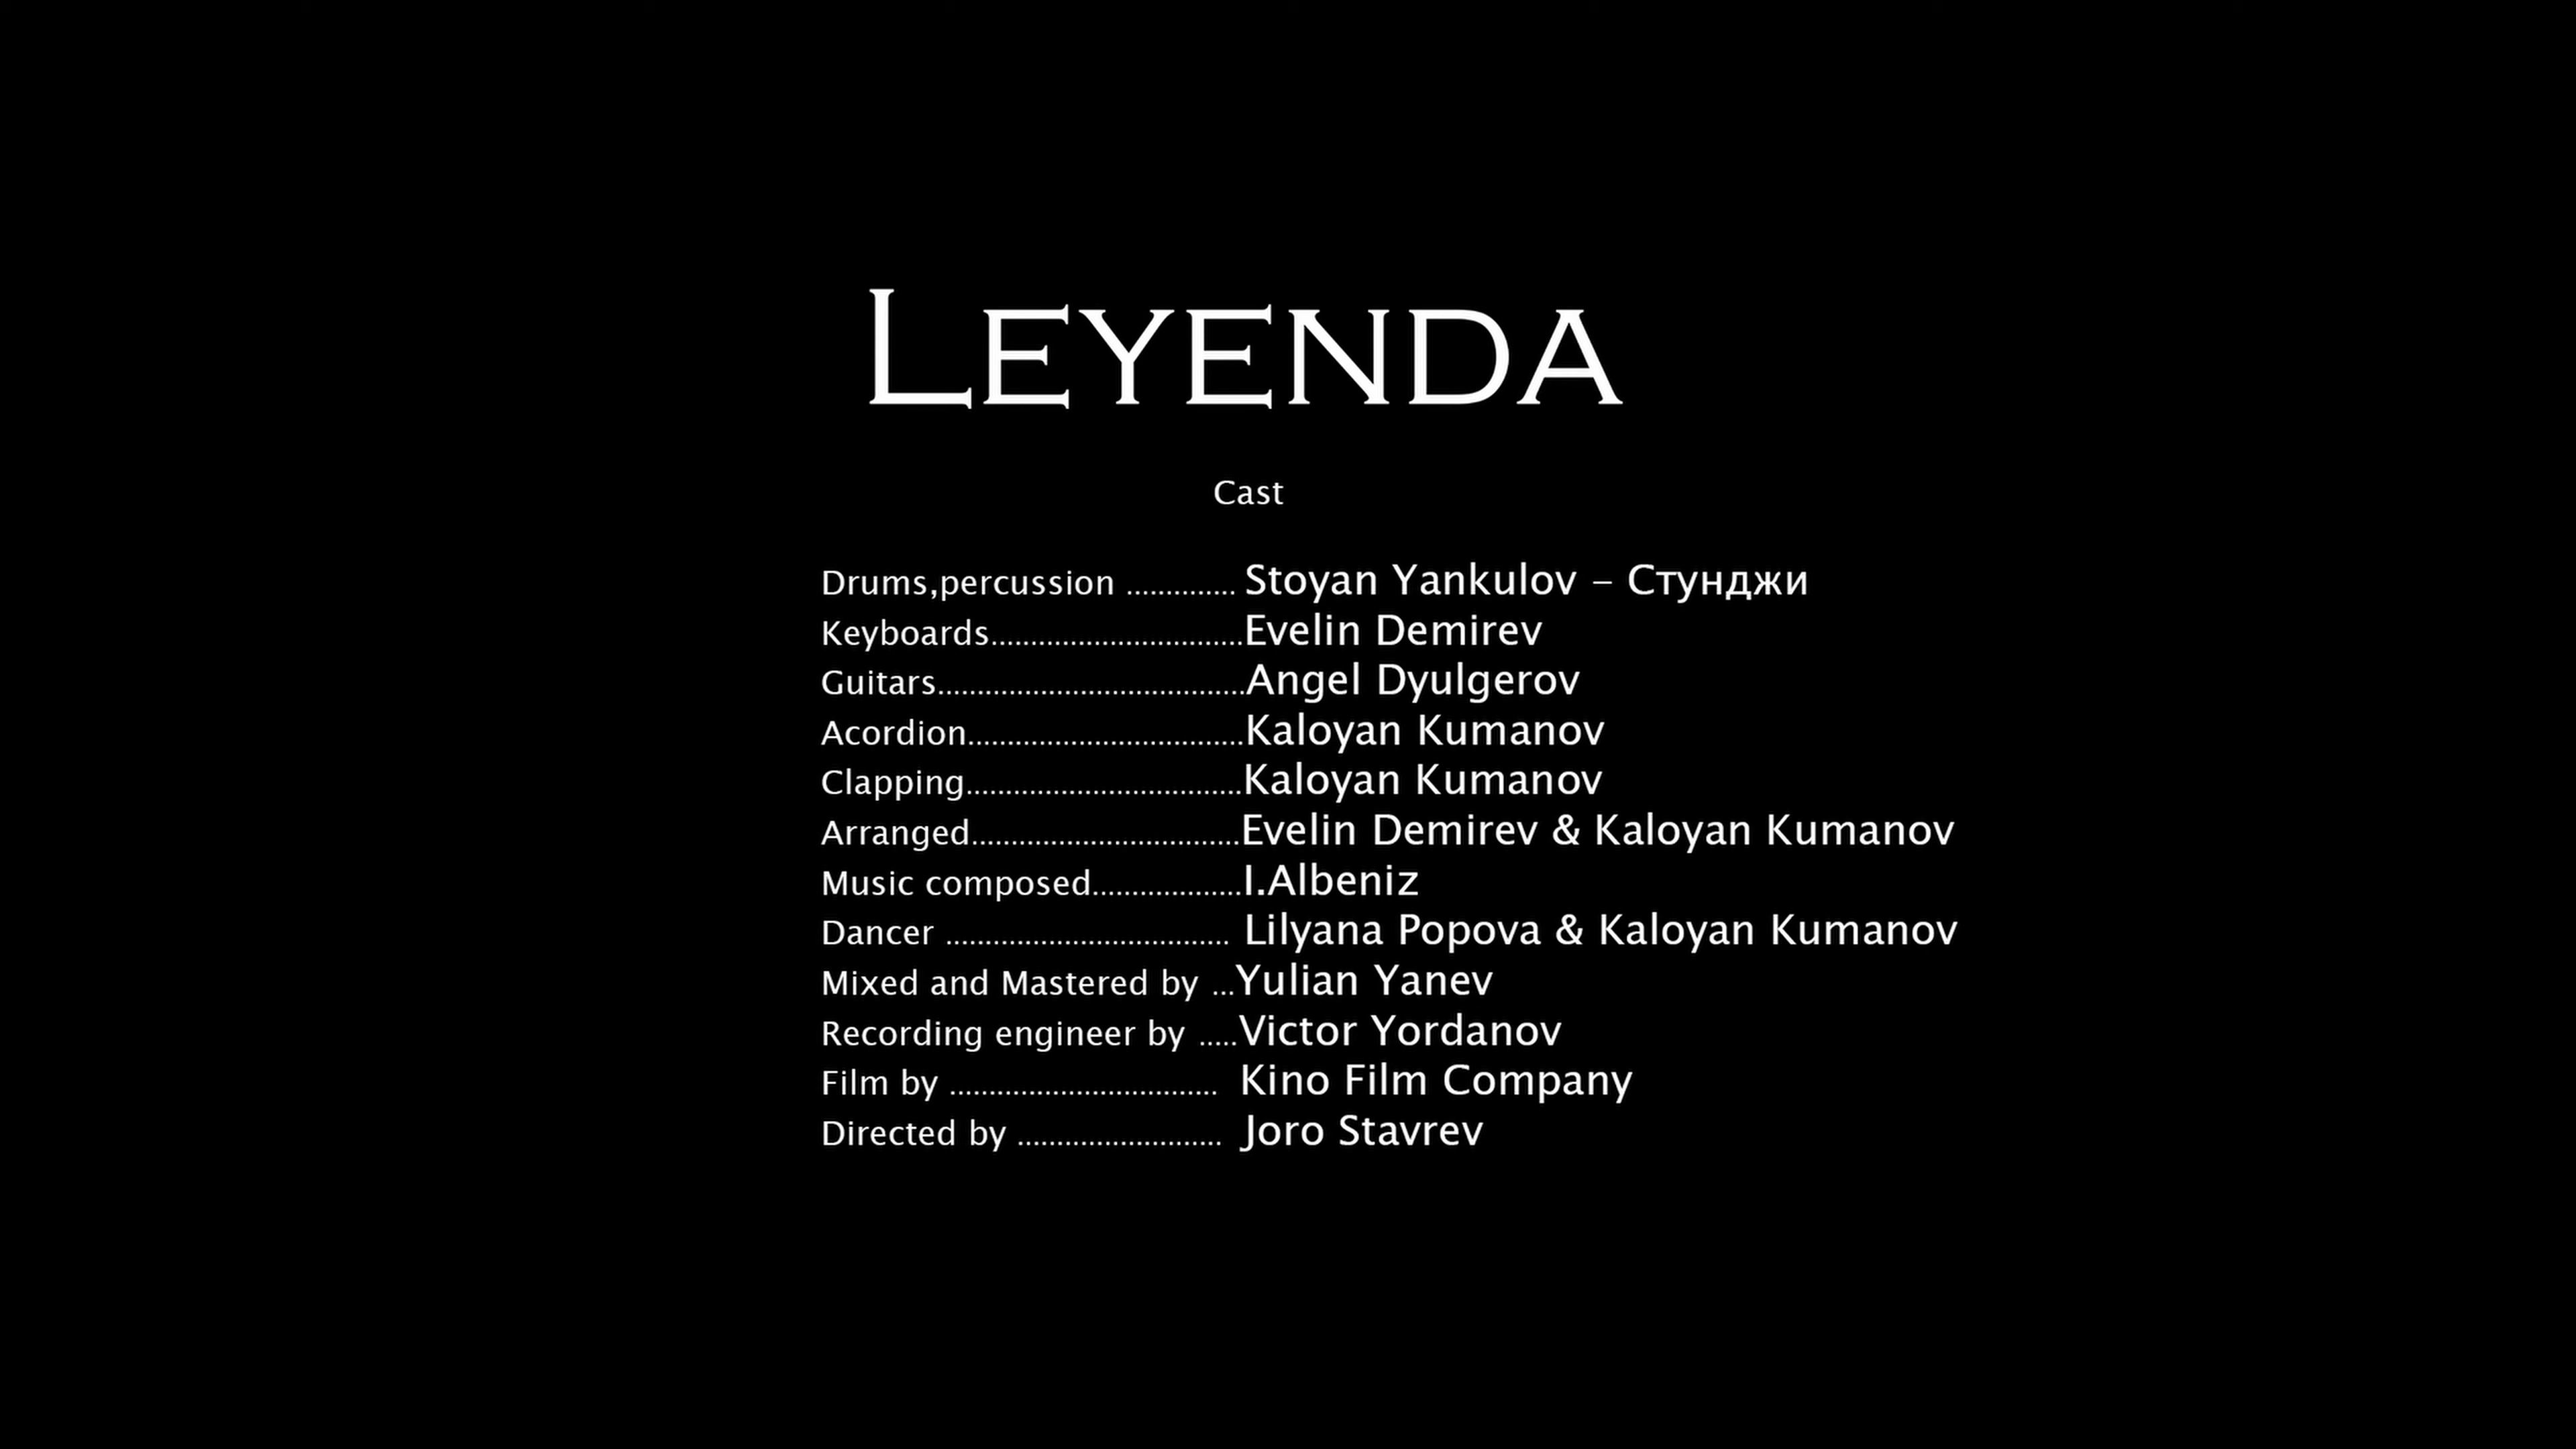 LEYENDA
Cast
Drums,percussion .............. Stoyan Yankulov – Стунджи
Keyboards................................Evelin Demirev
Guitars.......................................Angel Dyulgerov
Acordion...................................Kaloyan Kumanov
Clapping...................................Kaloyan Kumanov
Arranged..................................Evelin Demirev & Kaloyan Kumanov
Music composed...................I.Albeniz
Dancer .................................... Lilyana Popova & Kaloyan Kumanov
Mixed and Mastered by ...Yulian Yanev
Recording engineer by .....Victor Yordanov
Film by .................................. Kino Film Company
Directed by .......................... Joro Stavrev